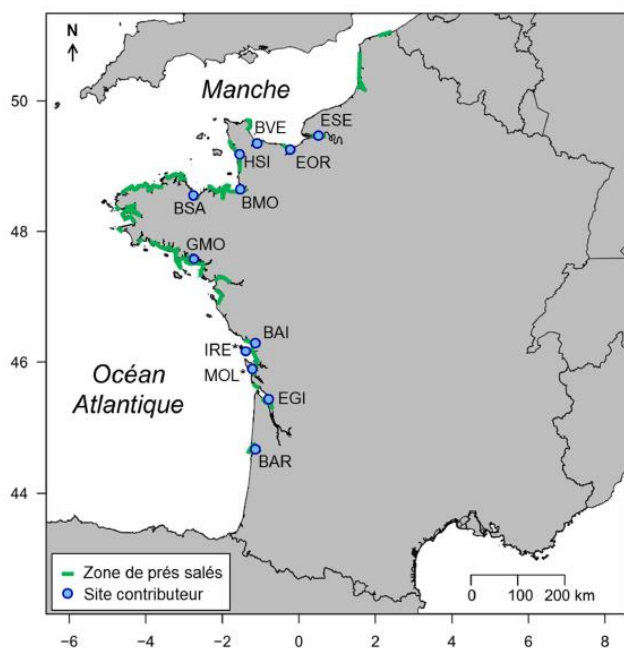 N
Manche
50
ESE
BVE
EOR
HSI
BSA
BMO
48
GMO
BAI
IRE**
46
MOL*
Océan
Atlantique
EGI
BAR
44
Zone de prés salés
Site contributeur
0 100 200 km
−6 −4 −2 0 2 4 6 8